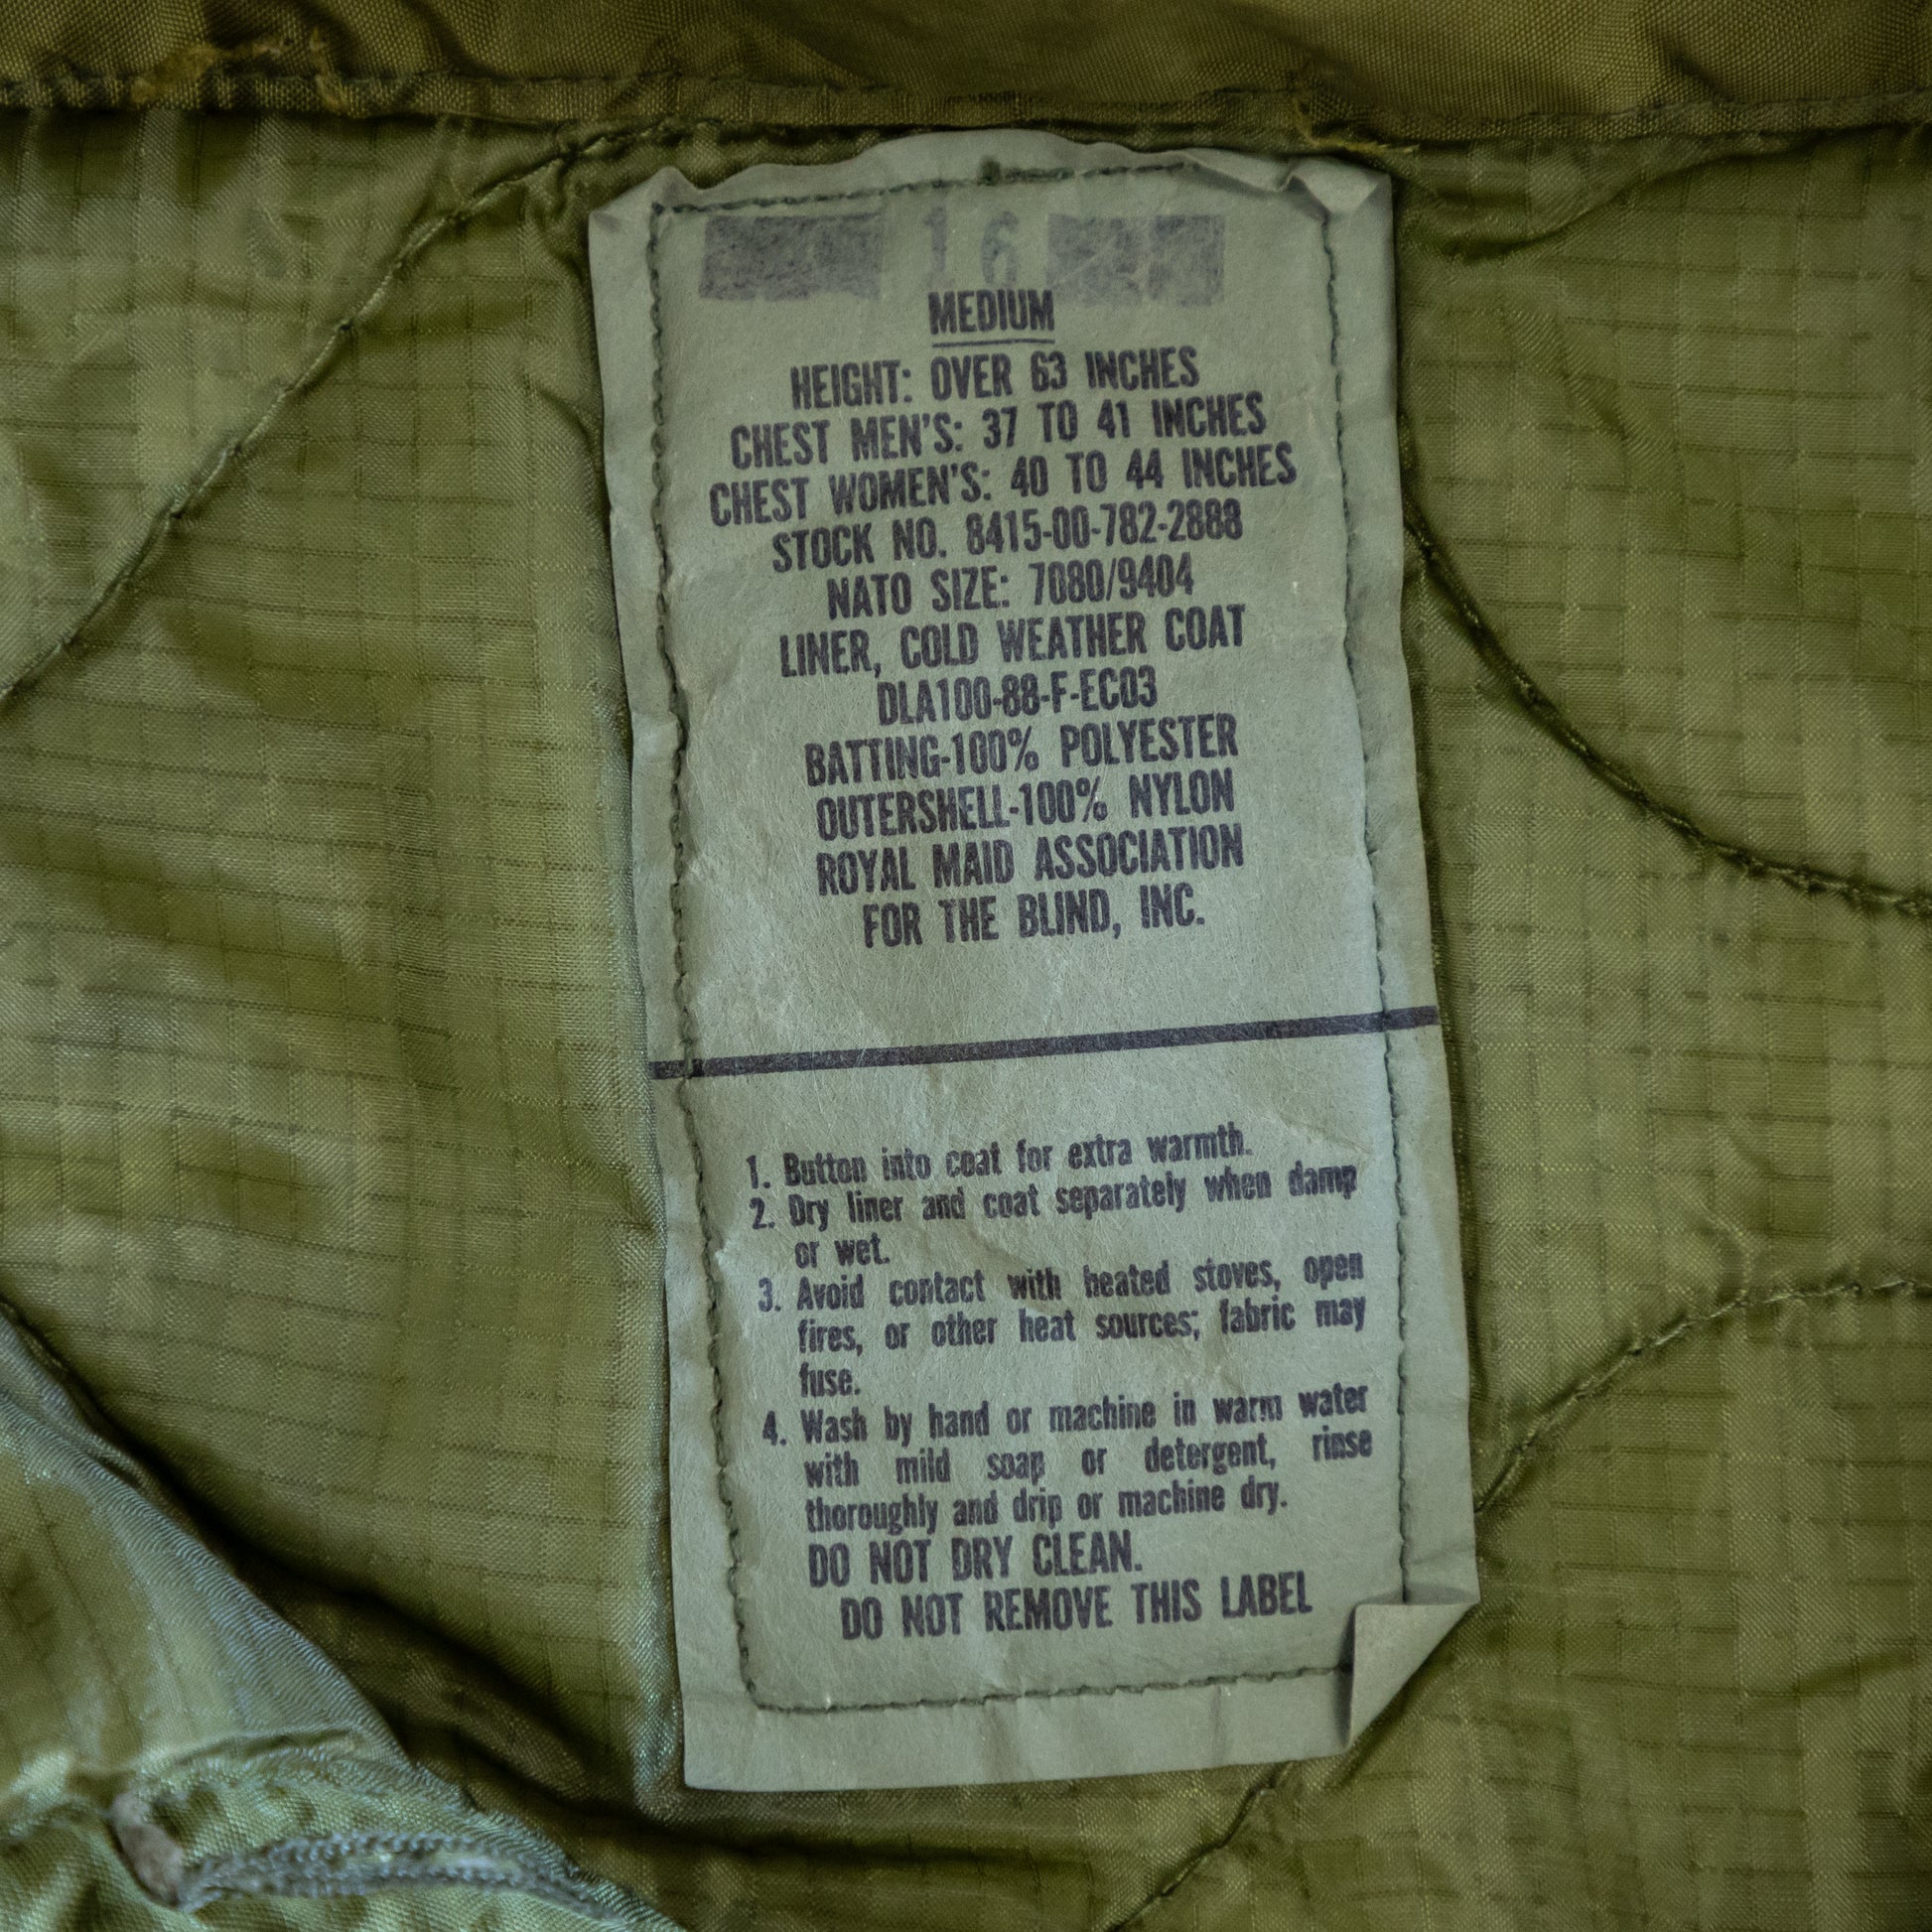 16
MEDIUM
HEIGHT: OVER 63 INCHES
CHEST MEN'S: 37 TO 41 INCHES
CHEST WOMEN'S: 40 TO 44 INCHES
STOCK NO. 8415-00-782-2888
NATO SIZE: 7080/9404
LINER, COLD WEATHER COAT
DLA100-88-F-EC03
BATTING-100% POLYESTER
OUTERSHELL-100% NYLON
ROYAL MAID ASSOCIATION
FOR THE BLIND, INC.
1. Button into coat for extra warmth.
2. Dry liner and coat separately when damp
or wet.
3. Avoid contact with heated stoves, open
fires, or other heat sources; fabric may
fuse.
4. Wash by hand or machine in warm water
with mild soap or detergent, rinse
thoroughly and drip or machine dry.
DO NOT DRY CLEAN.
DO NOT REMOVE THIS LABEL